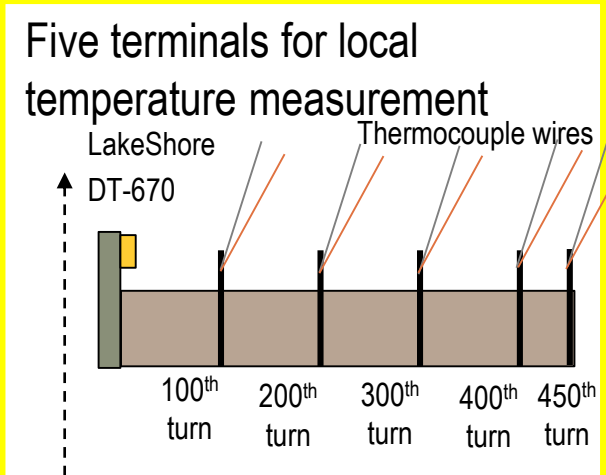 Five terminals for local
temperature measurement
LakeShore
DT-670
Thermocouple wires
100th
turn
200th
turn
300th
turn
400th
turn
450th
turn